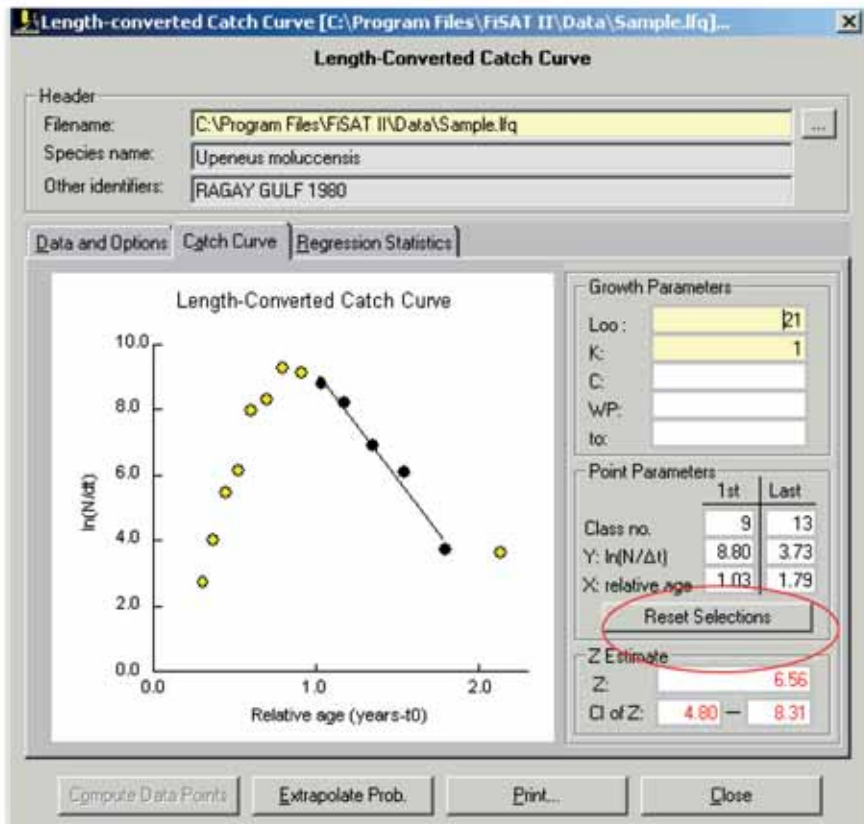 Length-converted Catch Curve [C:\Program Files\FiSAT II\Data\Sample.lfq]...
Length-Converted Catch Curve
Header
Filename: C:\Program Files\FiSAT II\Data\Sample.lfq ...
Species name: Upeneus moluccensis
Other identifiers: RAGAY GULF 1980
Data and Options Catch Curve Regression Statistics
Length-Converted Catch Curve
10.0
8.0
6.0
4.0
2.0
0.0
ln(N/dt)
0.0 1.0 2.0
Relative age (years-t0)
Growth Parameters
Loo : 21
K: 1
C:
WP:
to:
Point Parameters
1st Last
Class no. 9 13
Y: ln(N/Δt) 8.80 3.73
X: relative age 1.03 1.79
Reset Selections
Z Estimate
Z: 6.56
CI of Z: 4.80 — 8.31
Compute Data Points Extrapolate Prob. Print... Close